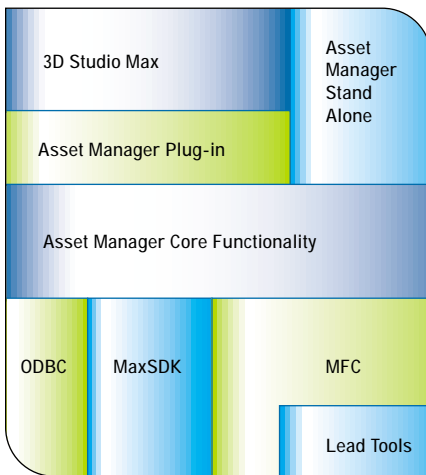 3D Studio Max
Asset
Manager
Stand
Alone
Asset Manager Plug-in
Asset Manager Core Functionality
ODBC
MaxSDK
MFC
Lead Tools